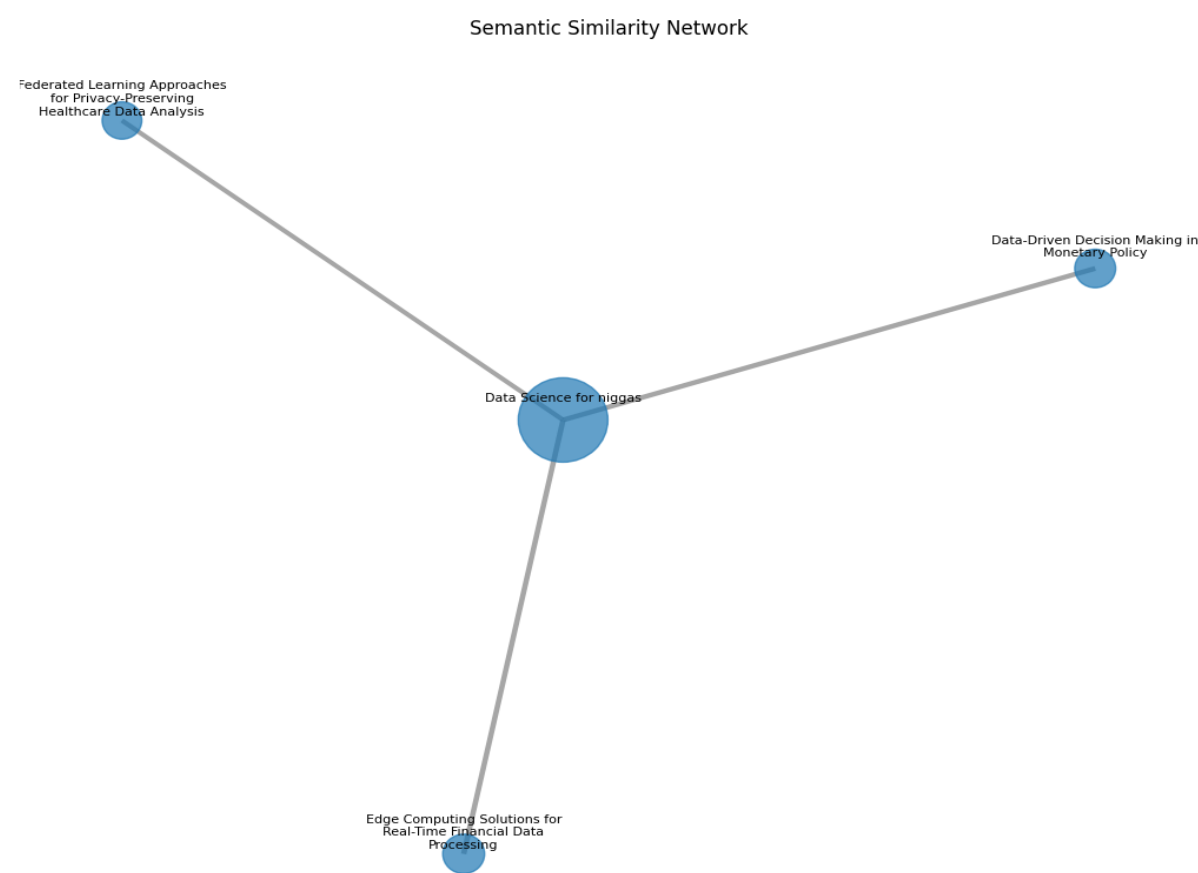 Semantic Similarity Network
Federated Learning Approaches
for Privacy-Preserving
Healthcare Data Analysis
Data-Driven Decision Making in
Monetary Policy
Data Science for niggas
Edge Computing Solutions for
Real-Time Financial Data
Processing